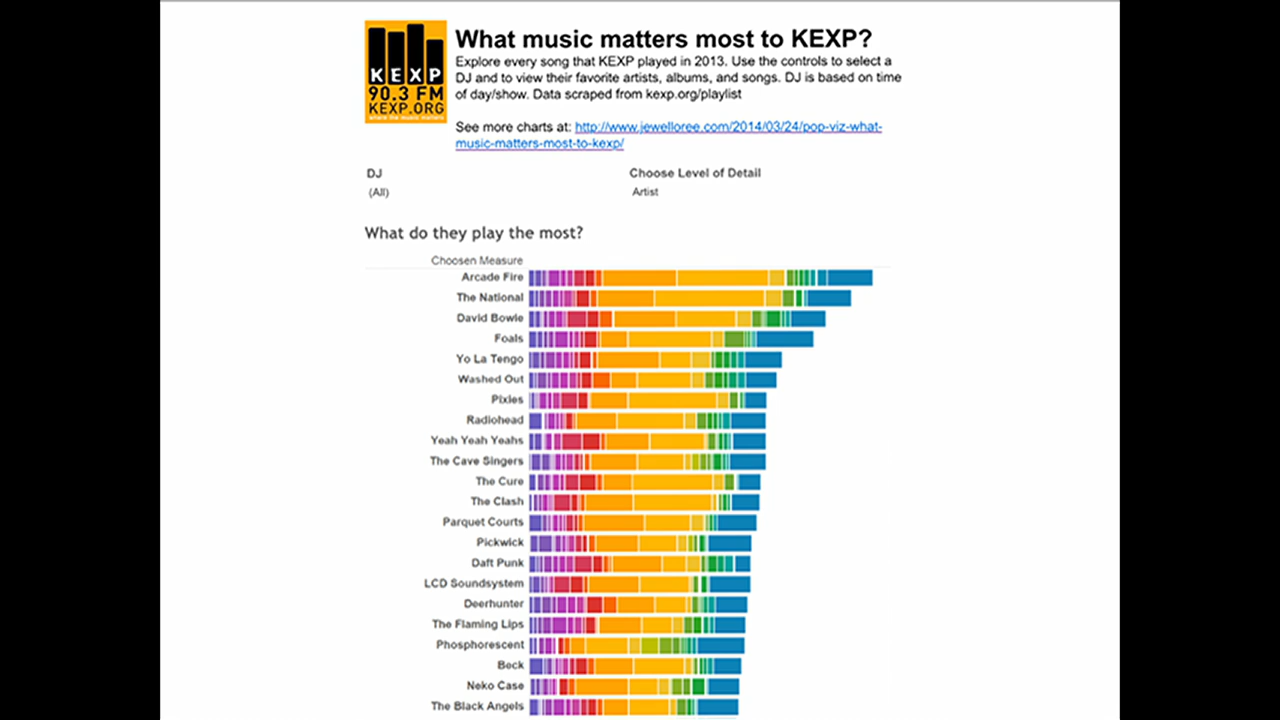 What music matters most to KEXP?
Explore every song that KEXP played in 2013. Use the controls to select a
DJ and to view their favorite artists, albums, and songs. DJ is based on time
of day/show. Data scraped from kexp.org/playlist
KEXP
90.3 FM
KEXP.ORG
where the music matters
See more charts at: http://www.jewelloree.com/2014/03/24/pop-viz-what-
music-matters-most-to-kexp/
DJ
Choose Level of Detail
(All)
Artist
What do they play the most?
Choosen Measure
Arcade Fire
The National
David Bowie
Foals
Yo La Tengo
Washed Out
Pixies
Radiohead
Yeah Yeah Yeahs
The Cave Singers
The Cure
The Clash
Parquet Courts
Pickwick
Daft Punk
LCD Soundsystem
Deerhunter
The Flaming Lips
Phosphorescent
Beck
Neko Case
The Black Angels